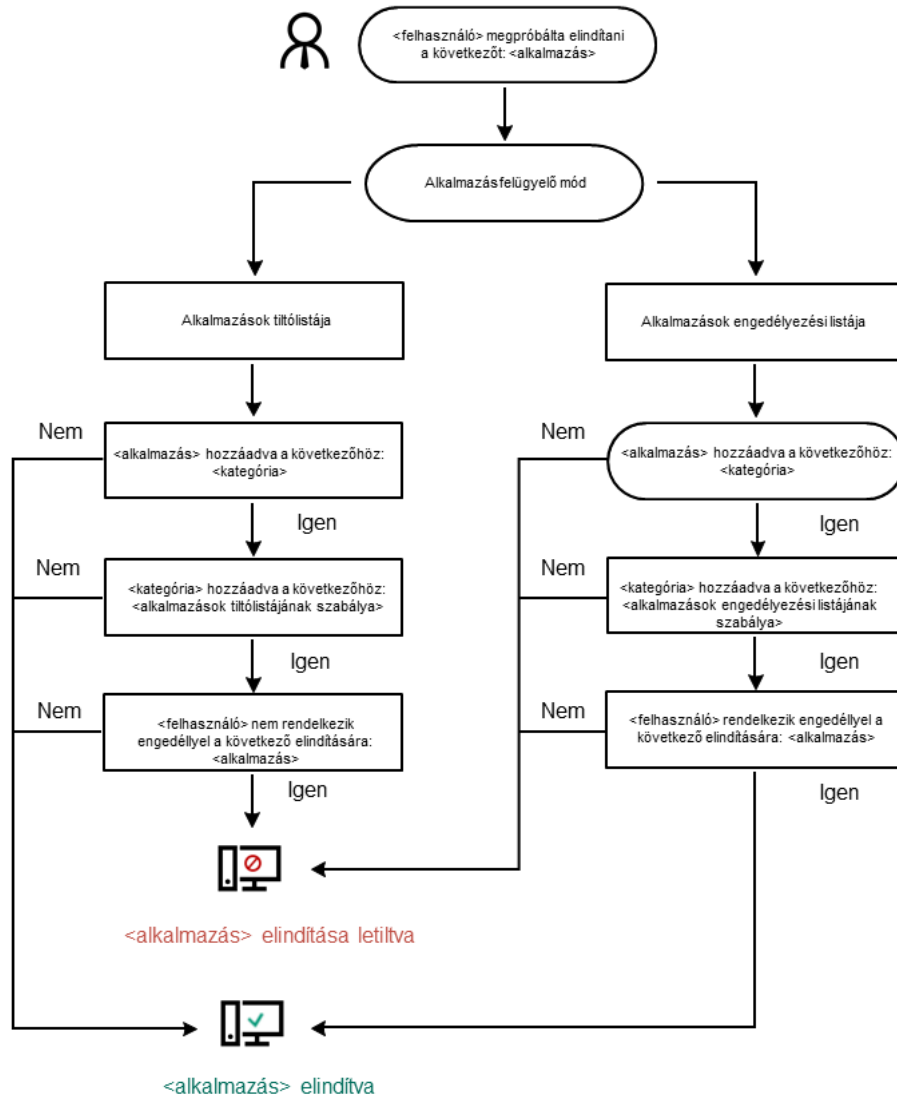 <felhasználó> megpróbálta elindítani
a következőt: <alkalmazás>
Alkalmazásfelügyelő mód
Alkalmazások tiltólistája
Alkalmazások engedélyezési listája
Nem
<alkalmazás> hozzáadva a következőhöz:
<kategória>
Igen
Nem
<kategória> hozzáadva a következőhöz:
<alkalmazások tiltólistájának szabálya>
Igen
Nem
<felhasználó> nem rendelkezik
engedéllyel a következő elindítására:
<alkalmazás>
Igen
Nem
<alkalmazás> hozzáadva a következőhöz:
<kategória>
Igen
Nem
<kategória> hozzáadva a következőhöz:
<alkalmazások engedélyezési listájának
szabálya>
Igen
Nem
<felhasználó> rendelkezik engedéllyel a
következő elindítására: <alkalmazás>
Igen
<alkalmazás> elindítása letiltva
<alkalmazás> elindítva